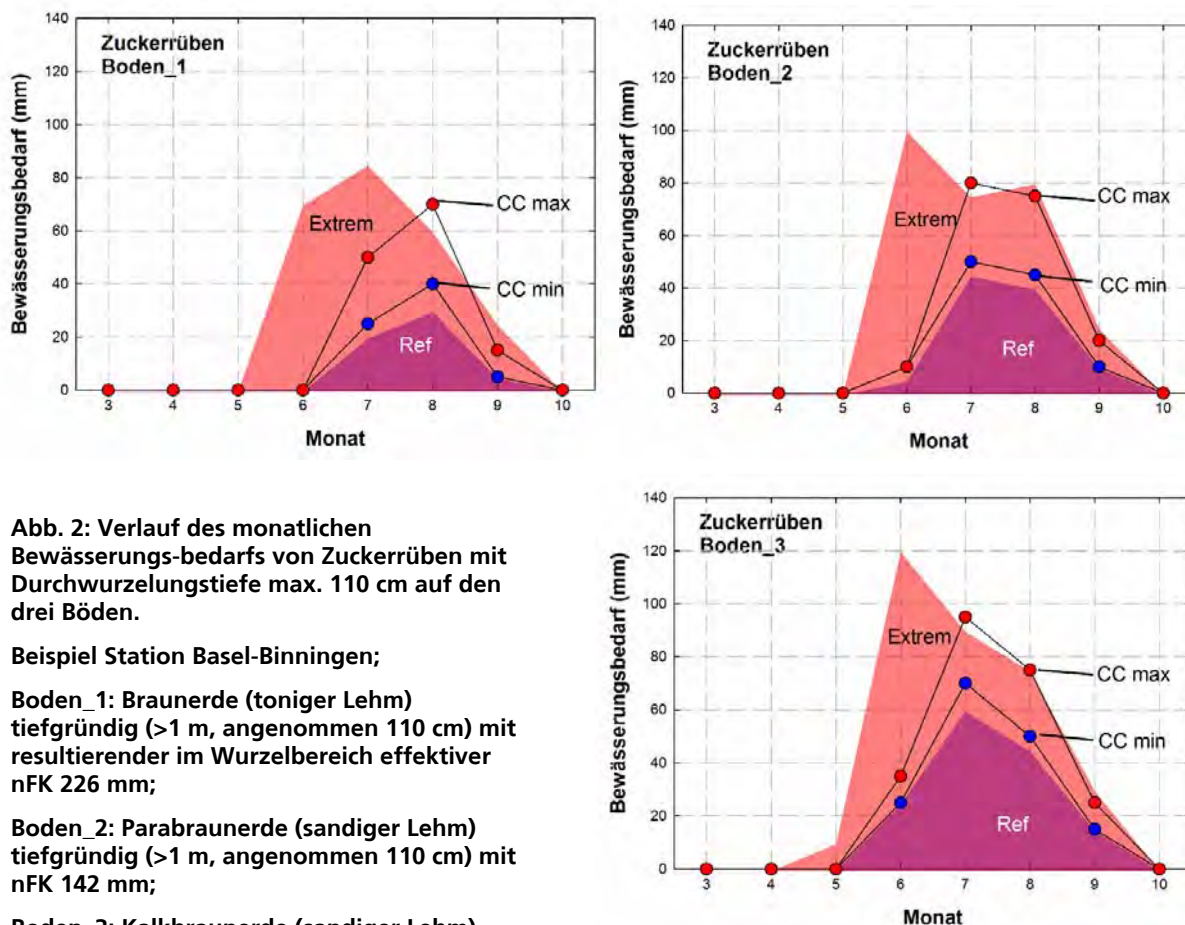 Zuckerrüben
Boden_1
Bewässerungsbedarf (mm)
140
120
100
80
60
40
20
0
Extrem
CC max
CC min
Ref
3 4 5 6 7 8 9 10
Monat
Zuckerrüben
Boden_2
Bewässerungsbedarf (mm)
140
120
100
80
60
40
20
0
Extrem
CC max
CC min
Ref
3 4 5 6 7 8 9 10
Monat
Abb. 2: Verlauf des monatlichen
Bewässerungs-bedarfs von Zuckerrüben mit
Durchwurzelungstiefe max. 110 cm auf den
drei Böden.
Beispiel Station Basel-Binningen;
Boden_1: Braunerde (toniger Lehm)
tiefgründig (>1 m, angenommen 110 cm) mit
resultierender im Wurzelbereich effektiver
nFK 226 mm;
Boden_2: Parabraunerde (sandiger Lehm)
tiefgründig (>1 m, angenommen 110 cm) mit
nFK 142 mm;
Boden_3: Kalkbraunerde (sandiger Lehm)
Zuckerrüben
Boden_3
Bewässerungsbedarf (mm)
140
120
100
80
60
40
20
0
Extrem
CC max
CC min
Ref
3 4 5 6 7 8 9 10
Monat